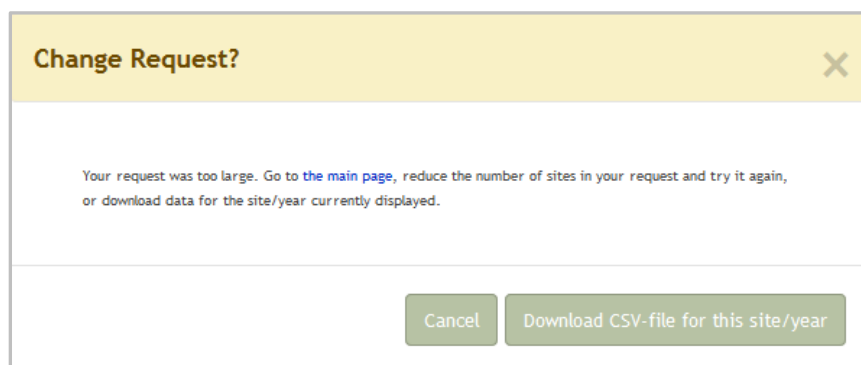 Change Request?
×
Your request was too large. Go to the main page, reduce the number of sites in your request and try it again,
or download data for the site/year currently displayed.
Cancel
Download CSV-file for this site/year